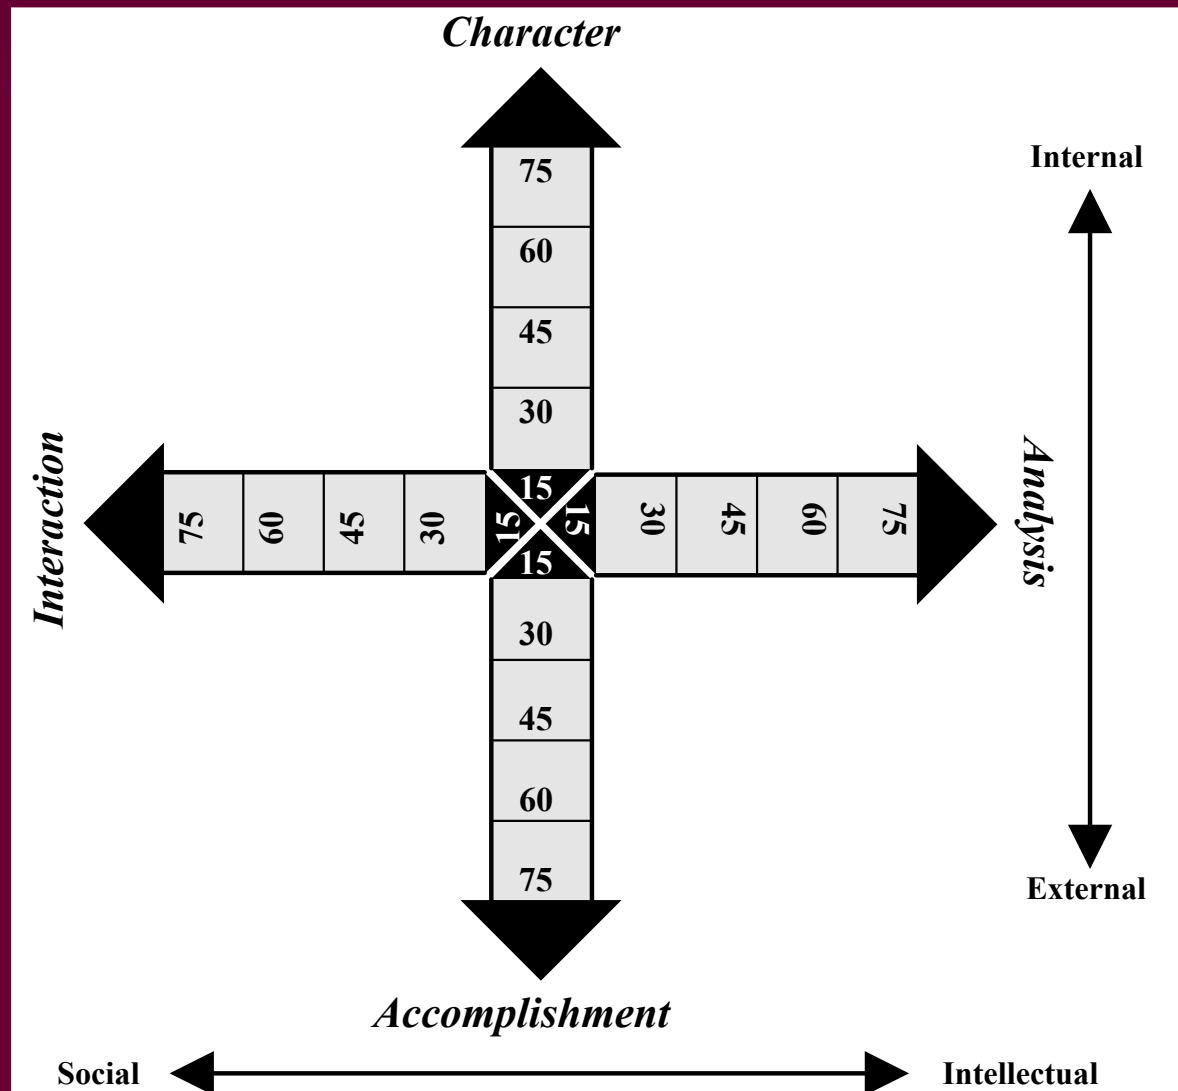 Character
Internal
75
60
45
30
Interaction
75 60 45 30 15 15 15 30 45 60 75
Analysis
15
30
45
60
75
External
Accomplishment
Social
Intellectual